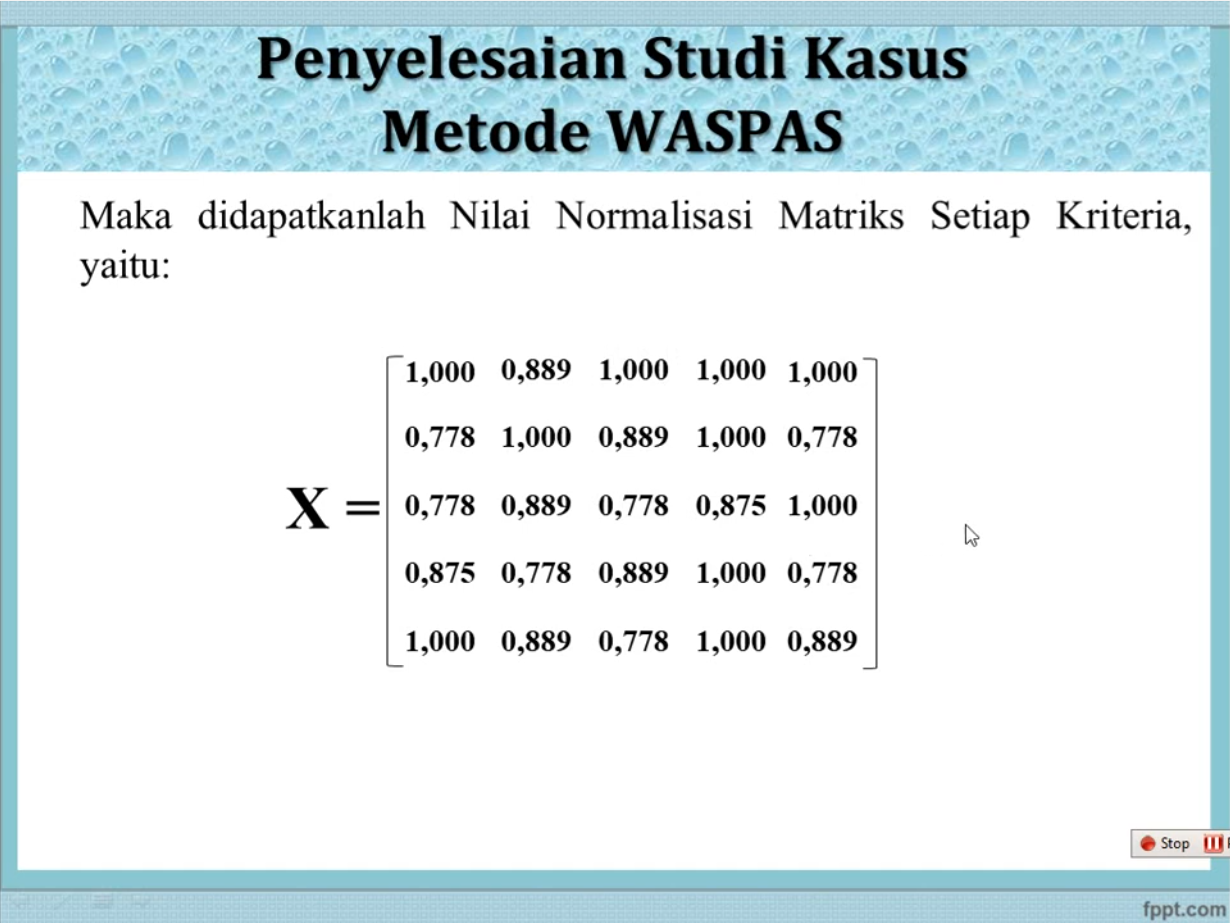 Penyelesaian Studi Kasus
Metode WASPAS
Maka didapatkanlah Nilai Normalisasi Matriks Setiap Kriteria,
yaitu:
1,000 0,889 1,000 1,000 1,000
0,778 1,000 0,889 1,000 0,778
X = 0,778 0,889 0,778 0,875 1,000
0,875 0,778 0,889 1,000 0,778
1,000 0,889 0,778 1,000 0,889
Stop
fppt.com